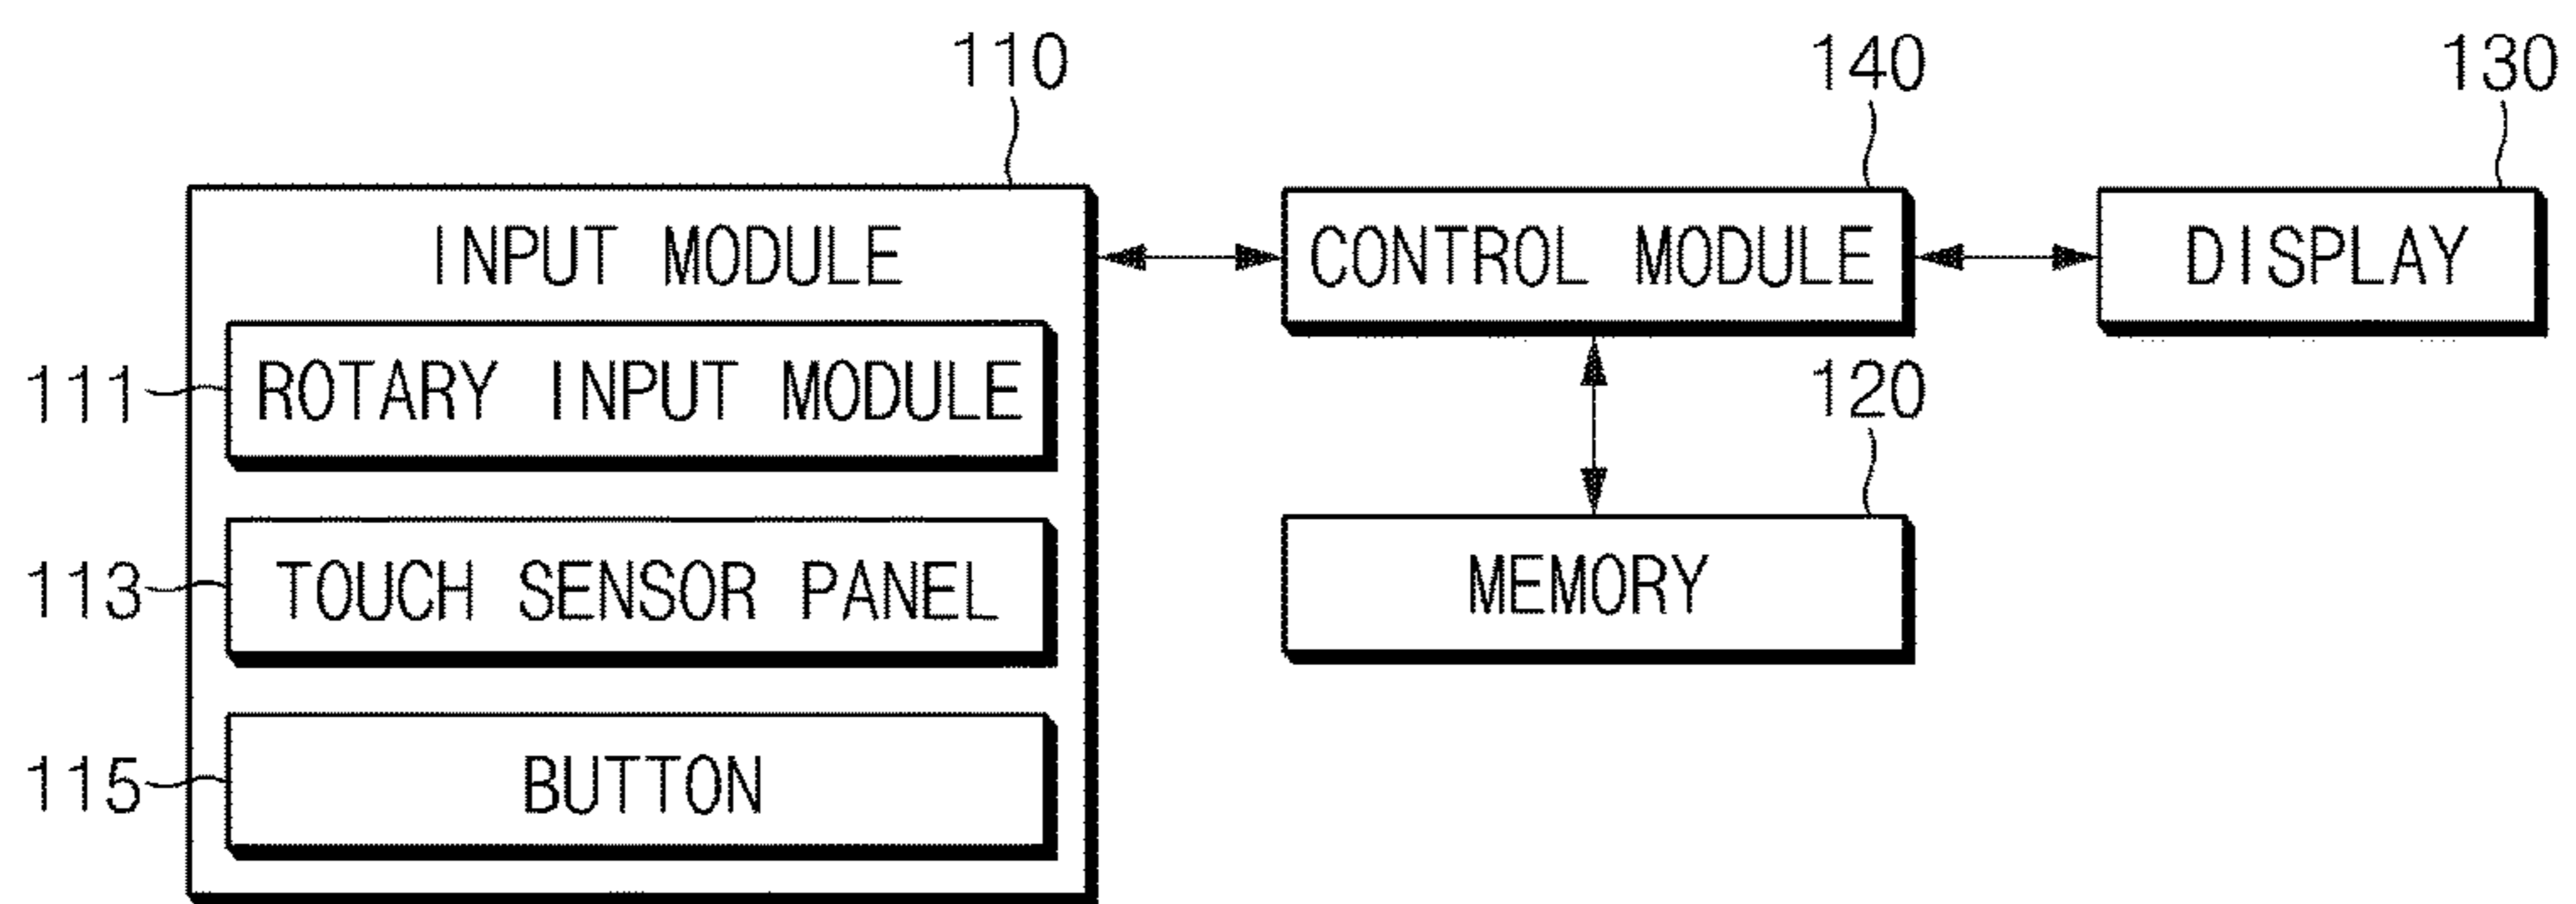 110
140
130
INPUT MODULE
CONTROL MODULE
DISPLAY
111
ROTARY INPUT MODULE
120
113
TOUCH SENSOR PANEL
MEMORY
115
BUTTON